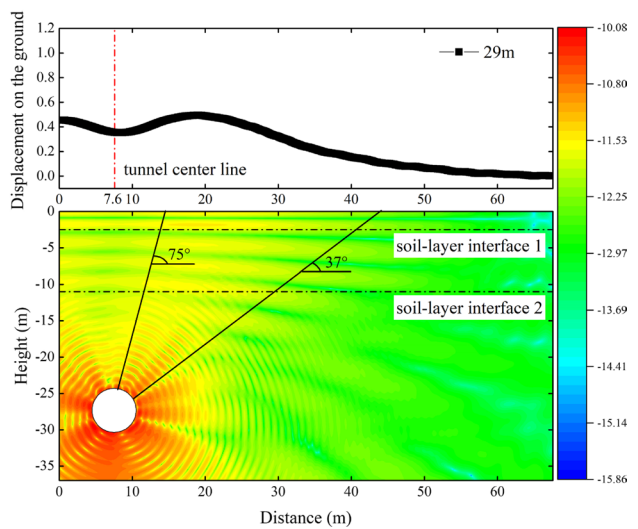 Displacement on the ground
1.2
1.0
0.8
0.6
0.4
0.2
0.0
29m
tunnel center line
0 7.6 10 20 30 40 50 60
Height (m)
0
-5
-10
-15
-20
-25
-30
-35
75°
37°
soil-layer interface 1
soil-layer interface 2
0 10 20 30 40 50 60
Distance (m)
-10.08
-10.80
-11.53
-12.25
-12.97
-13.69
-14.41
-15.14
-15.86